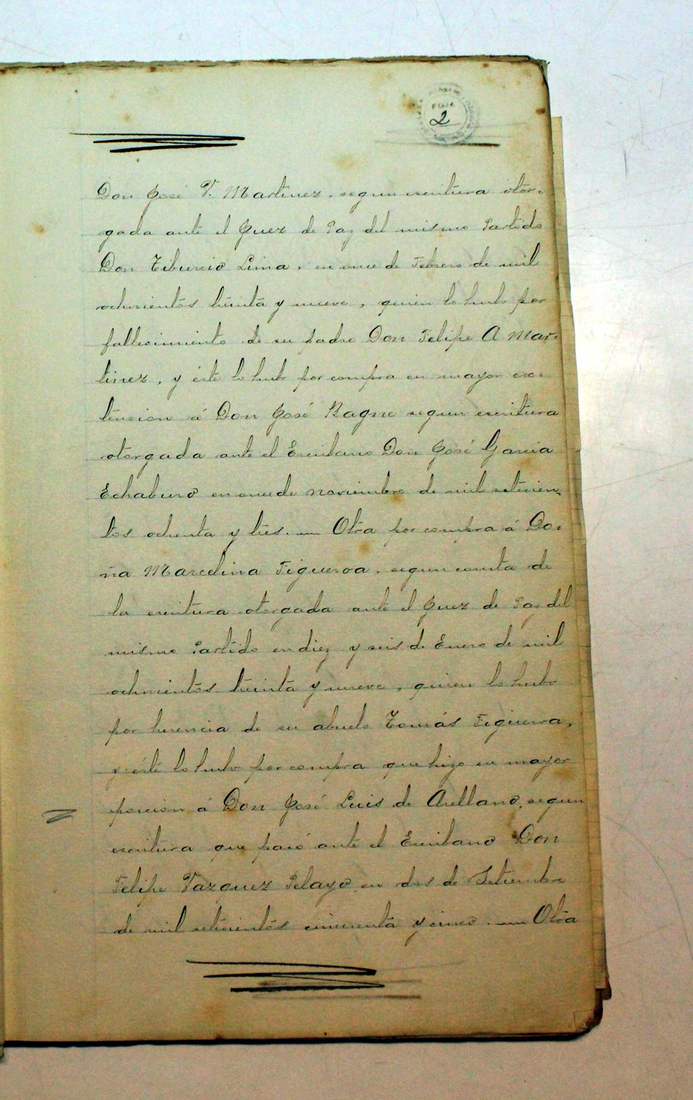 FOJA
2
Don José T. Martinez, segun escritura otor-
gada ante el Juez de Paz del mismo Partido
Don Tiburcio Lima, en once de Febrero de mil
ochocientos treinta y nueve, quien lo hubo por
fallecimiento de su padre Don Felipe A Mar-
tinez, y éste lo hubo por compra en mayor ex-
tension á Don José segun escritura
otorgada ante el Escribano Don José Garcia
Echaburo en once de noviembre de mil setecien-
tos ochenta y tres. — Otra por compra á Do-
ña Marcelina Figueroa, segun consta de
la escritura otorgada ante el Juez de Paz del
mismo Partido en diez y seis de Enero de mil
ochocientos treinta y nueve, quien lo hubo
por herencia de su abuelo Tomás Figueroa,
y éste lo hubo por compra que hizo en mayor
porcion á Don José Luis de Arellano, segun
escritura que pasó ante el Escribano Don
Felipe Vazquez Pelayo en dos de Setiembre
de mil setecientos cincuenta y cinco. — Otra